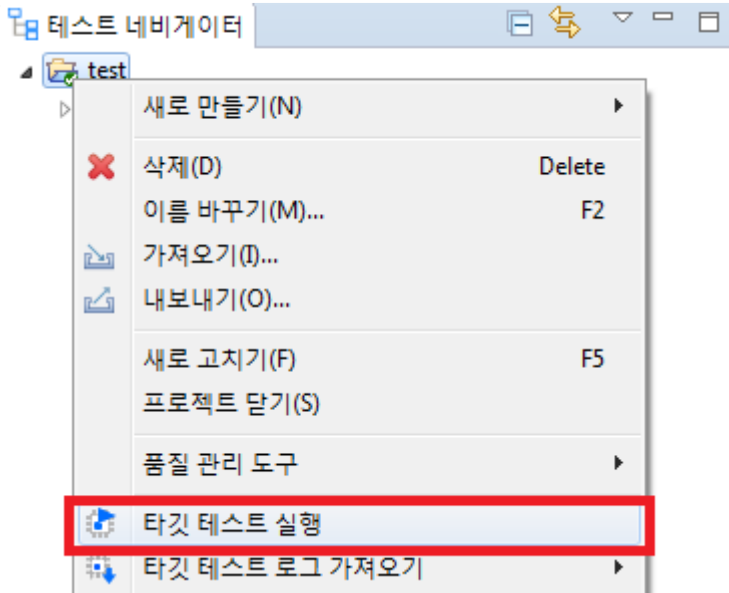 테스트 네비게이터
test
새로 만들기(N)
삭제(D) Delete
이름 바꾸기(M)... F2
가져오기(I)...
내보내기(O)...
새로 고치기(F) F5
프로젝트 닫기(S)
품질 관리 도구
타깃 테스트 실행
타깃 테스트 로그 가져오기